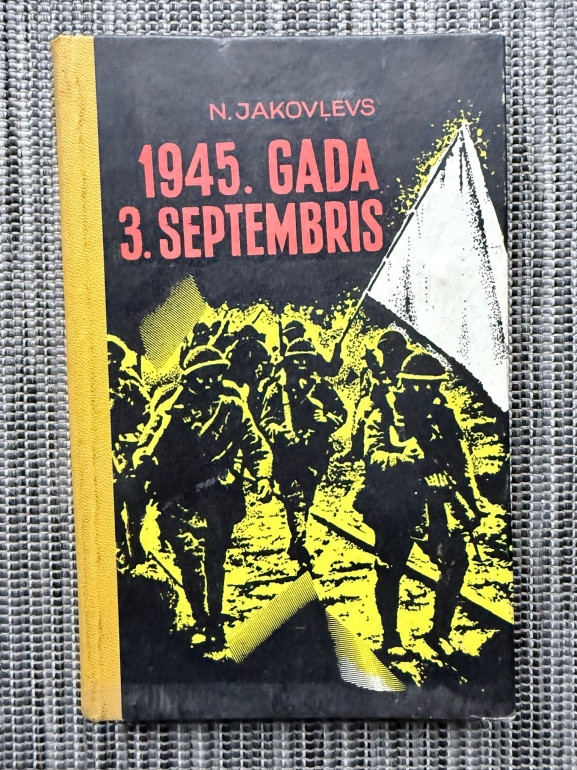 N. JAKOVĻEVS
1945. GADA
3. SEPTEMBRIS